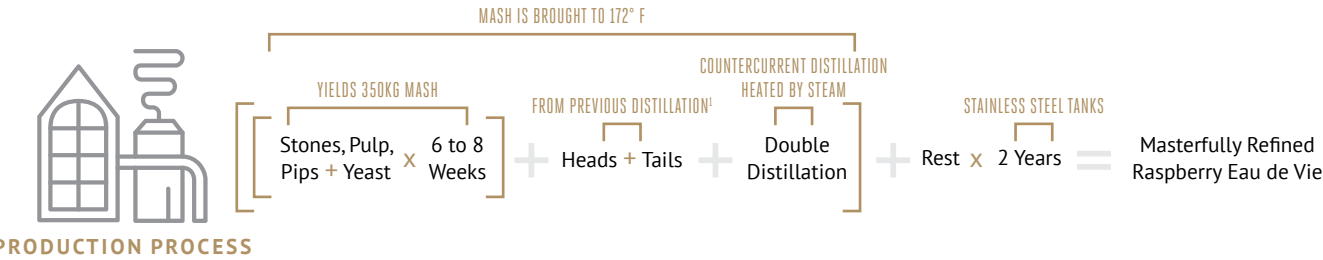 MASH IS BROUGHT TO 172° F
COUNTERCURRENT DISTILLATION
HEATED BY STEAM
YIELDS 350KG MASH
FROM PREVIOUS DISTILLATION¹
STAINLESS STEEL TANKS
Stones, Pulp,
Pips + Yeast
x
6 to 8
Weeks
+
Heads + Tails
+
Double
Distillation
+
Rest x 2 Years
=
Masterfully Refined
Raspberry Eau de Vie
PRODUCTION PROCESS